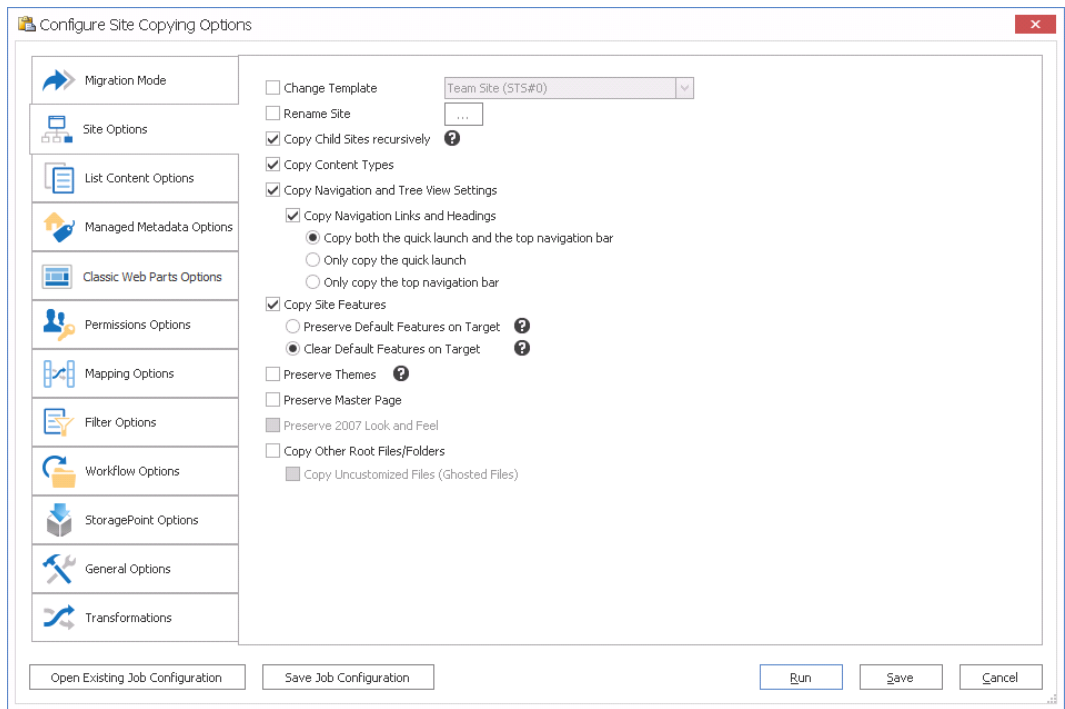 Configure Site Copying Options
Migration Mode
Site Options
List Content Options
Managed Metadata Options
Classic Web Parts Options
Permissions Options
Mapping Options
Filter Options
Workflow Options
StoragePoint Options
General Options
Transformations
Change Template Team Site (STS#0)
Rename Site ...
Copy Child Sites recursively ?
Copy Content Types
Copy Navigation and Tree View Settings
Copy Navigation Links and Headings
Copy both the quick launch and the top navigation bar
Only copy the quick launch
Only copy the top navigation bar
Copy Site Features
Preserve Default Features on Target ?
Clear Default Features on Target ?
Preserve Themes ?
Preserve Master Page
Preserve 2007 Look and Feel
Copy Other Root Files/Folders
Copy Uncustomized Files (Ghosted Files)
Open Existing Job Configuration Save Job Configuration Run Save Cancel